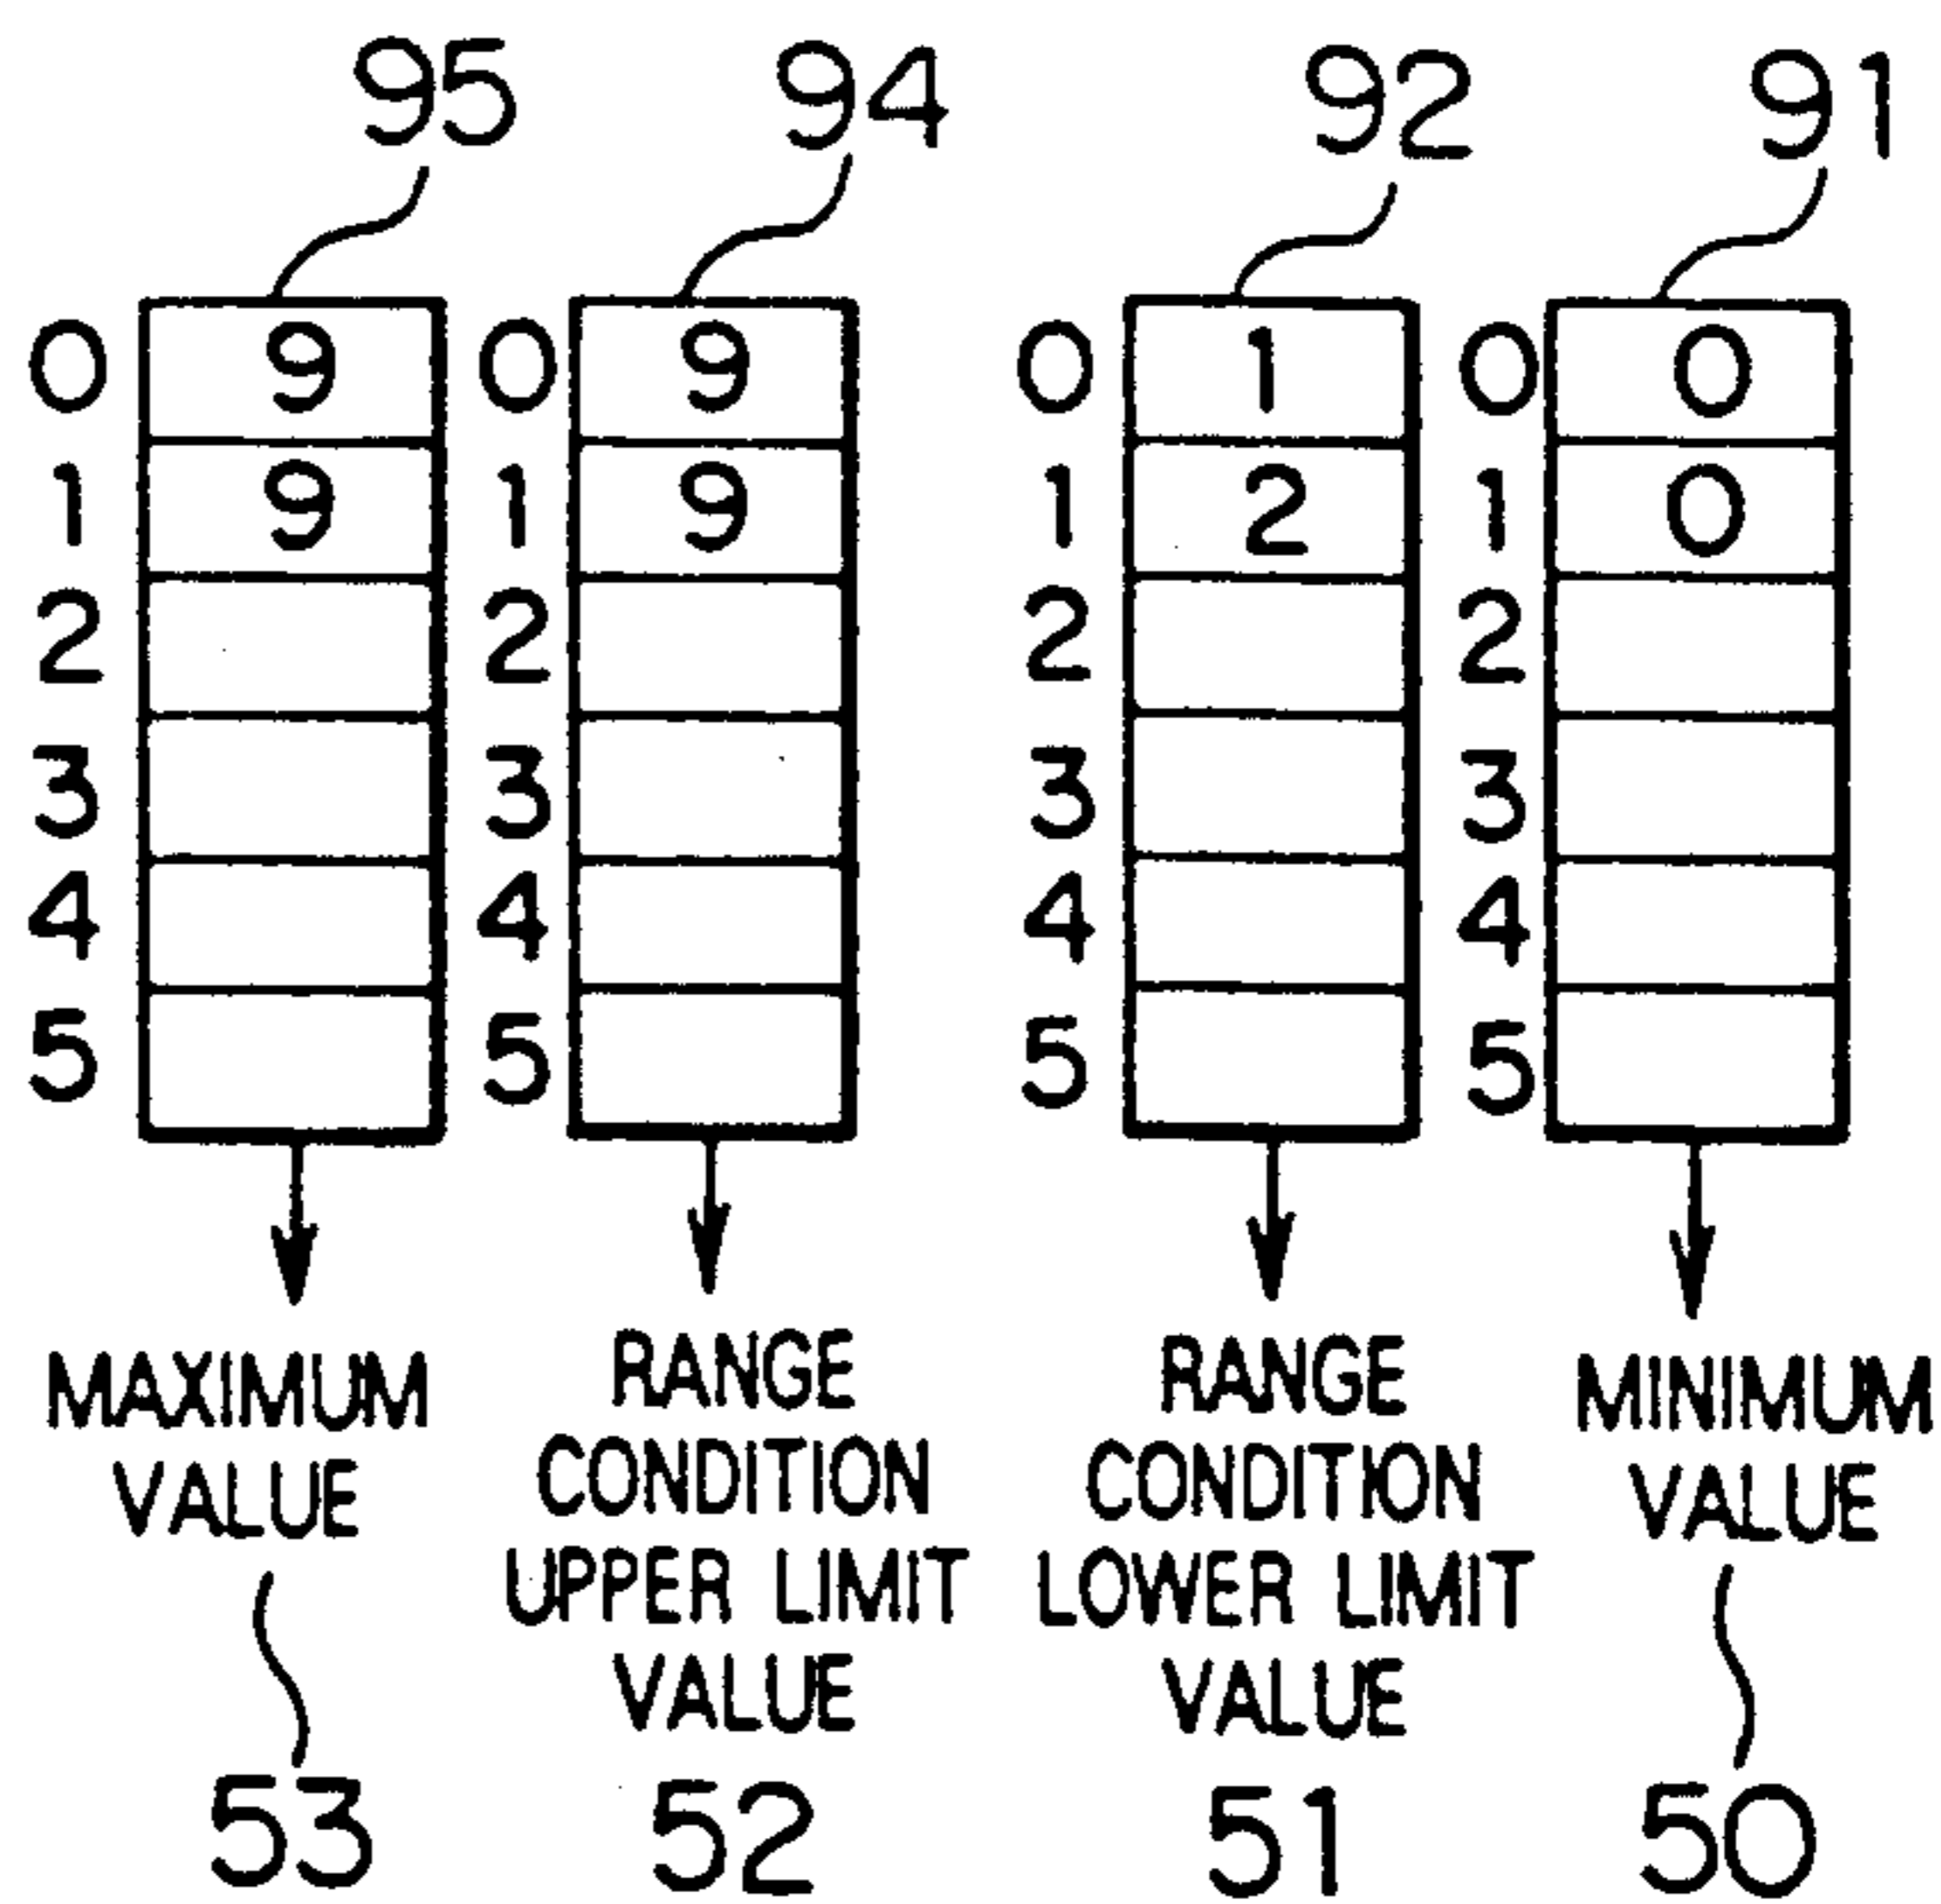 95 94 92 91
0 9 0 9 0 1 0 0
1 9 1 9 1 2 1 0
2 2 2 2
3 3 3 3
4 4 4 4
5 5 5 5
MAXIMUM
VALUE
RANGE
CONDITION
UPPER LIMIT
VALUE
RANGE
CONDITION
LOWER LIMIT
VALUE
MINIMUM
VALUE
53 52 51 50